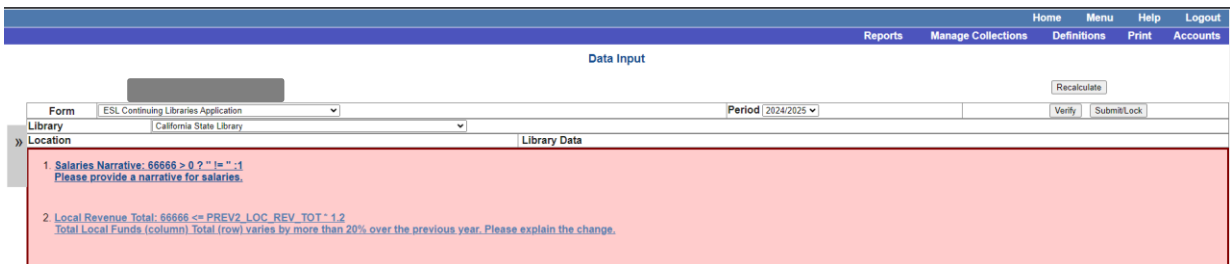 Home Menu Help Logout
Reports Manage Collections Definitions Print Accounts
Data Input
Recalculate
Form ESL Continuing Libraries Application Period 2024/2025 Verify Submit/Lock
Library California State Library
» Location Library Data
1. Salaries Narrative: 66666 > 0 ? '' != '' :1
Please provide a narrative for salaries.
2. Local Revenue Total: 66666 <= PREV2_LOC_REV_TOT * 1.2
Total Local Funds (column) Total (row) varies by more than 20% over the previous year. Please explain the change.